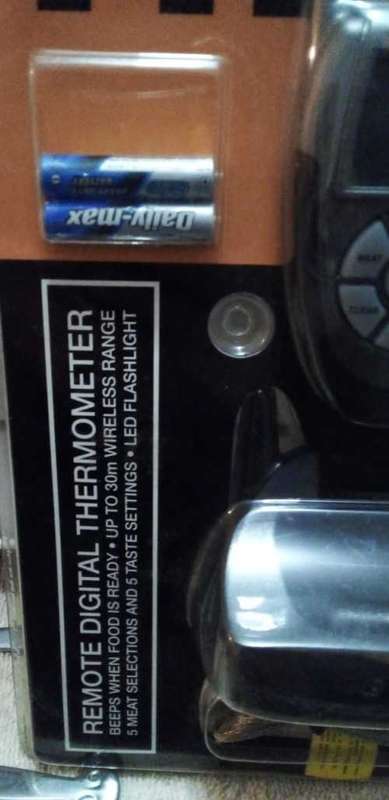 Daily-max
REMOTE DIGITAL THERMOMETER
BEEPS WHEN FOOD IS READY • UP TO 30m WIRELESS RANGE
5 MEAT SELECTIONS AND 5 TASTE SETTINGS • LED FLASHLIGHT
MEAT
CLEAR